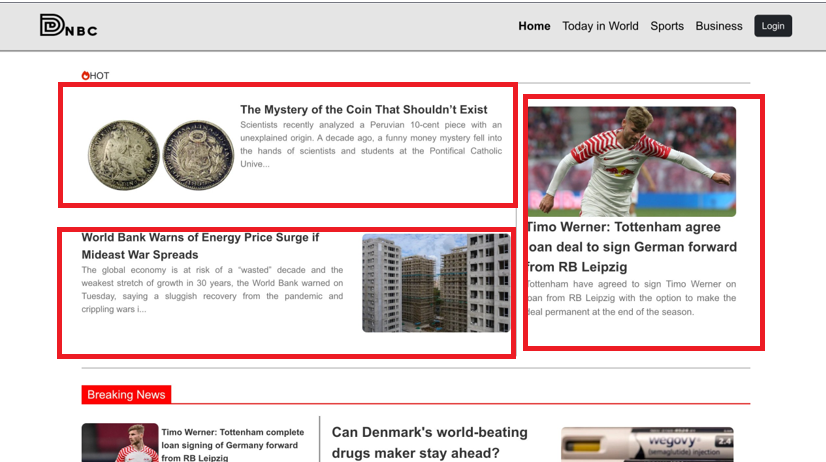 DNBC
Home Today in World Sports Business Login
HOT
The Mystery of the Coin That Shouldn't Exist
Scientists recently analyzed a Peruvian 10-cent piece with an
unexplained origin. A decade ago, a funny money mystery fell into
the hands of scientists and students at the Pontifical Catholic
Unive...
World Bank Warns of Energy Price Surge if
Mideast War Spreads
The global economy is at risk of a “wasted” decade and the
weakest stretch of growth in 30 years, the World Bank warned on
Tuesday, saying a sluggish recovery from the pandemic and
crippling wars i...
Timo Werner: Tottenham agree
loan deal to sign German forward
from RB Leipzig
Tottenham have agreed to sign Timo Werner on
loan from RB Leipzig with the option to make the
deal permanent at the end of the season.
Breaking News
Timo Werner: Tottenham complete
loan signing of Germany forward
from RB Leipzig
Can Denmark's world-beating
drugs maker stay ahead?
wegovy
(semaglutide) injection
2.4